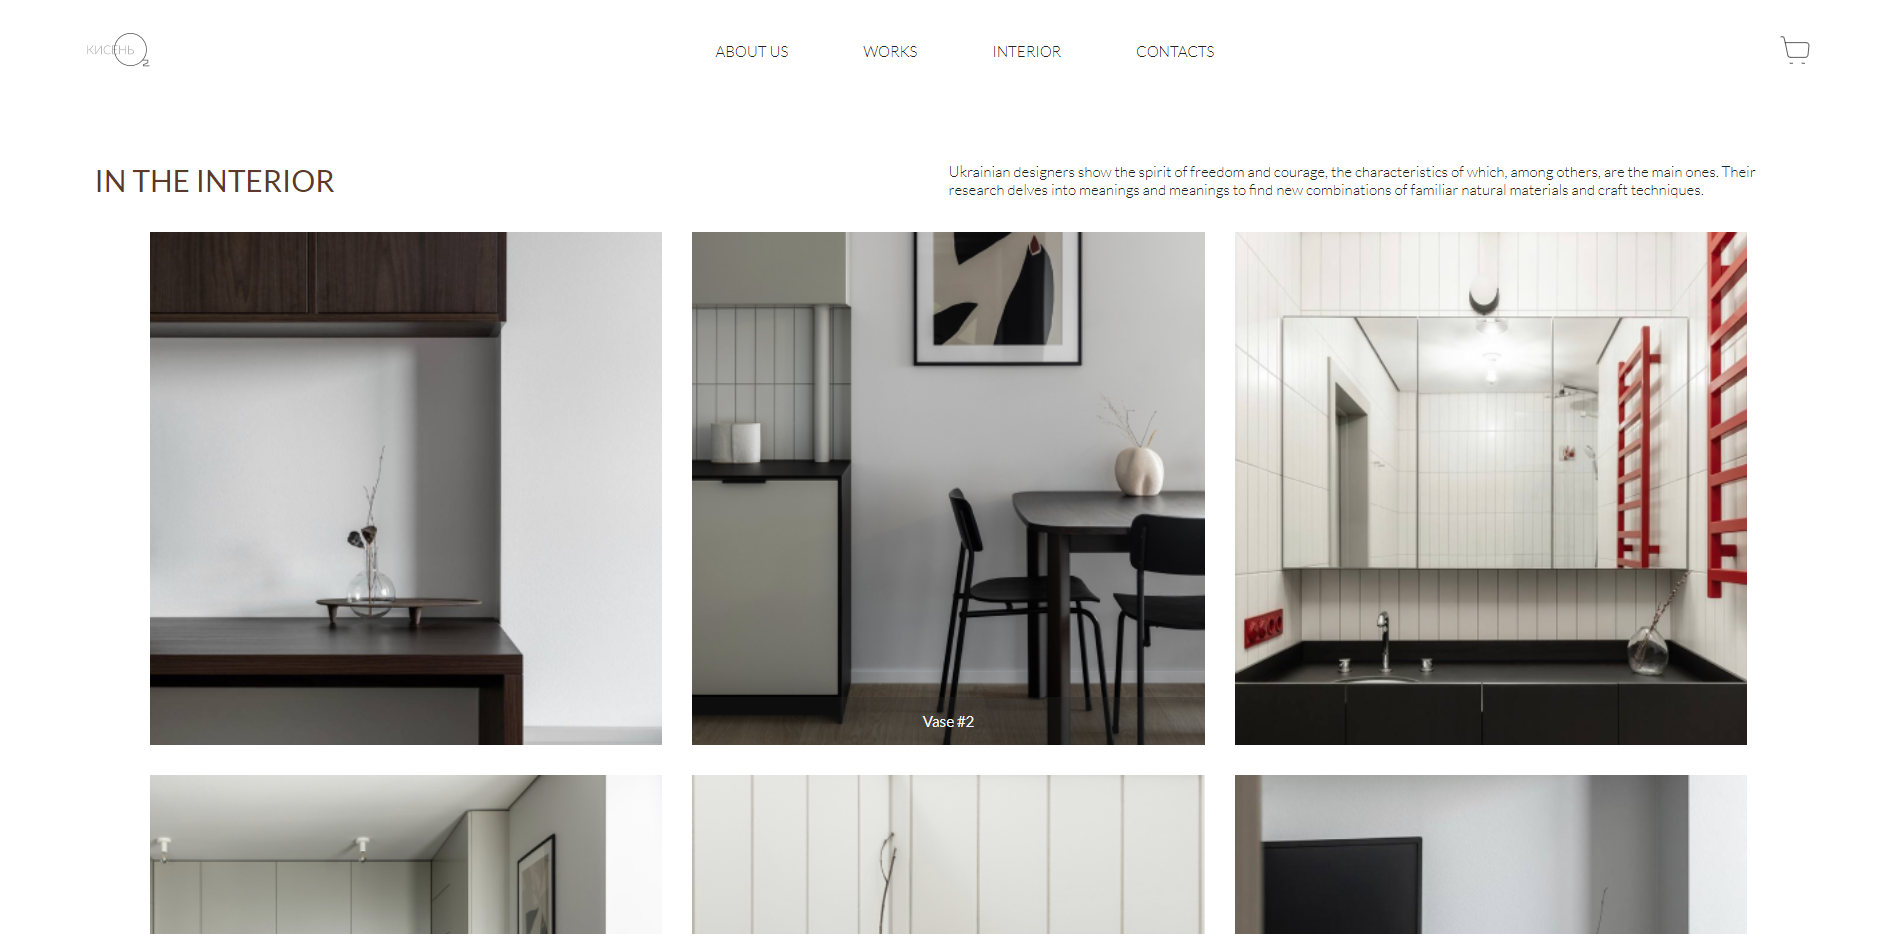 КИСЕНЬ
O2
ABOUT US
WORKS
INTERIOR
CONTACTS
IN THE INTERIOR
Ukrainian designers show the spirit of freedom and courage, the characteristics of which, among others, are the main ones. Their
research delves into meanings and meanings to find new combinations of familiar natural materials and craft techniques.
Vase #2